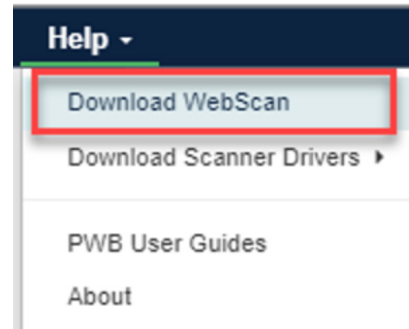 Help
Download WebScan
Download Scanner Drivers
PWB User Guides
About